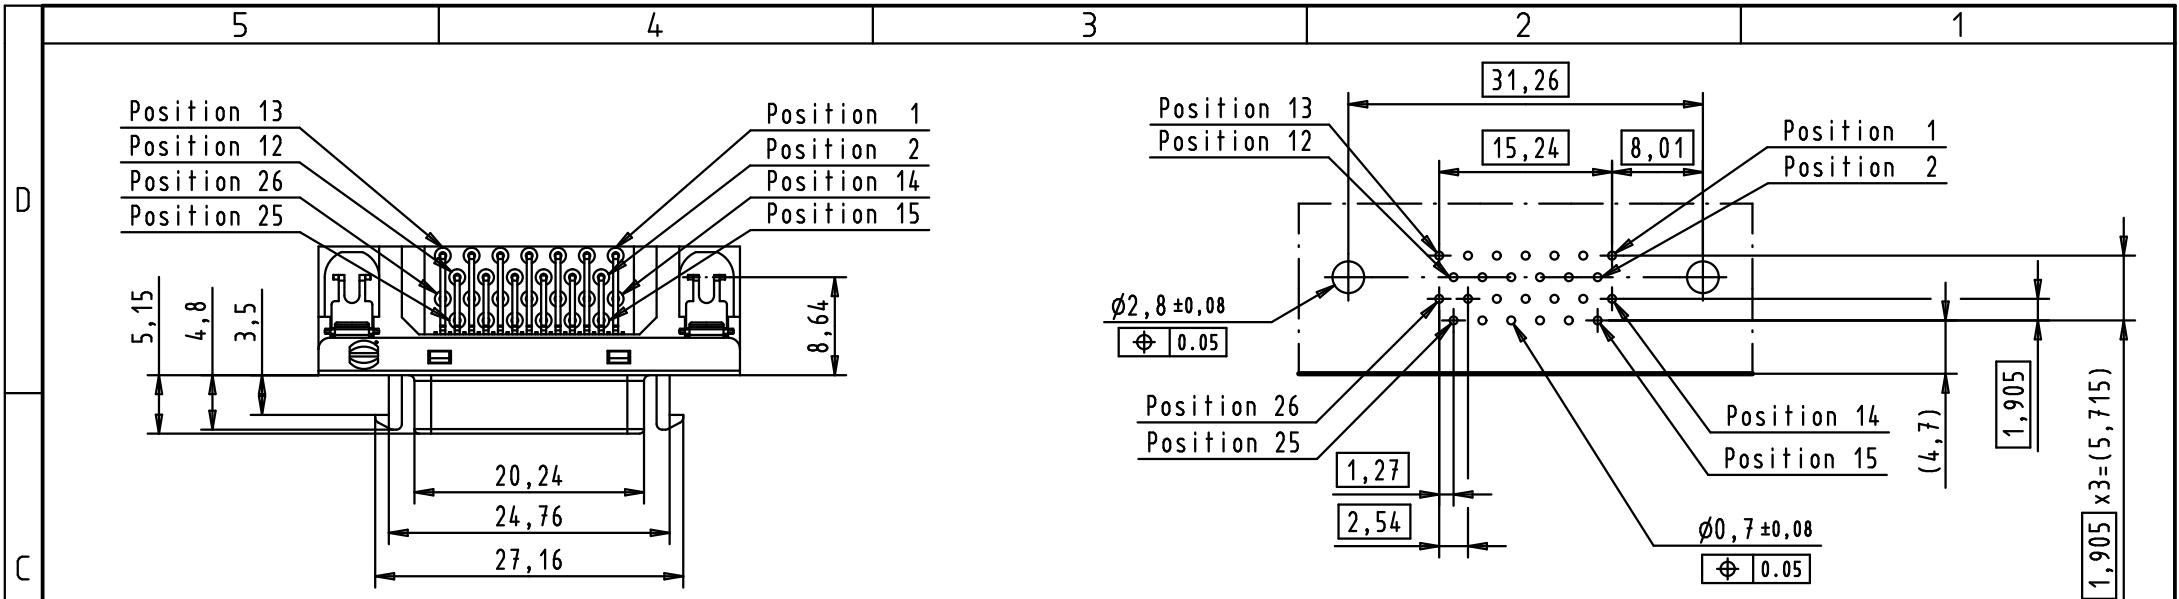 5 4 3 2 1
D
C
Position 13
Position 12
Position 26
Position 25
Position 1
Position 2
Position 14
Position 15
5,15
4,8
3,5
8,64
20,24
24,76
27,16
31,26
15,24
8,01
Position 13
Position 12
Position 1
Position 2
Ø2,8 ±0,08
⌖ 0.05
Position 26
Position 25
Position 14
Position 15
1,27
2,54
Ø0,7 ±0,08
⌖ 0.05
(4,7)
1,905
1,905 x3=(5,715)